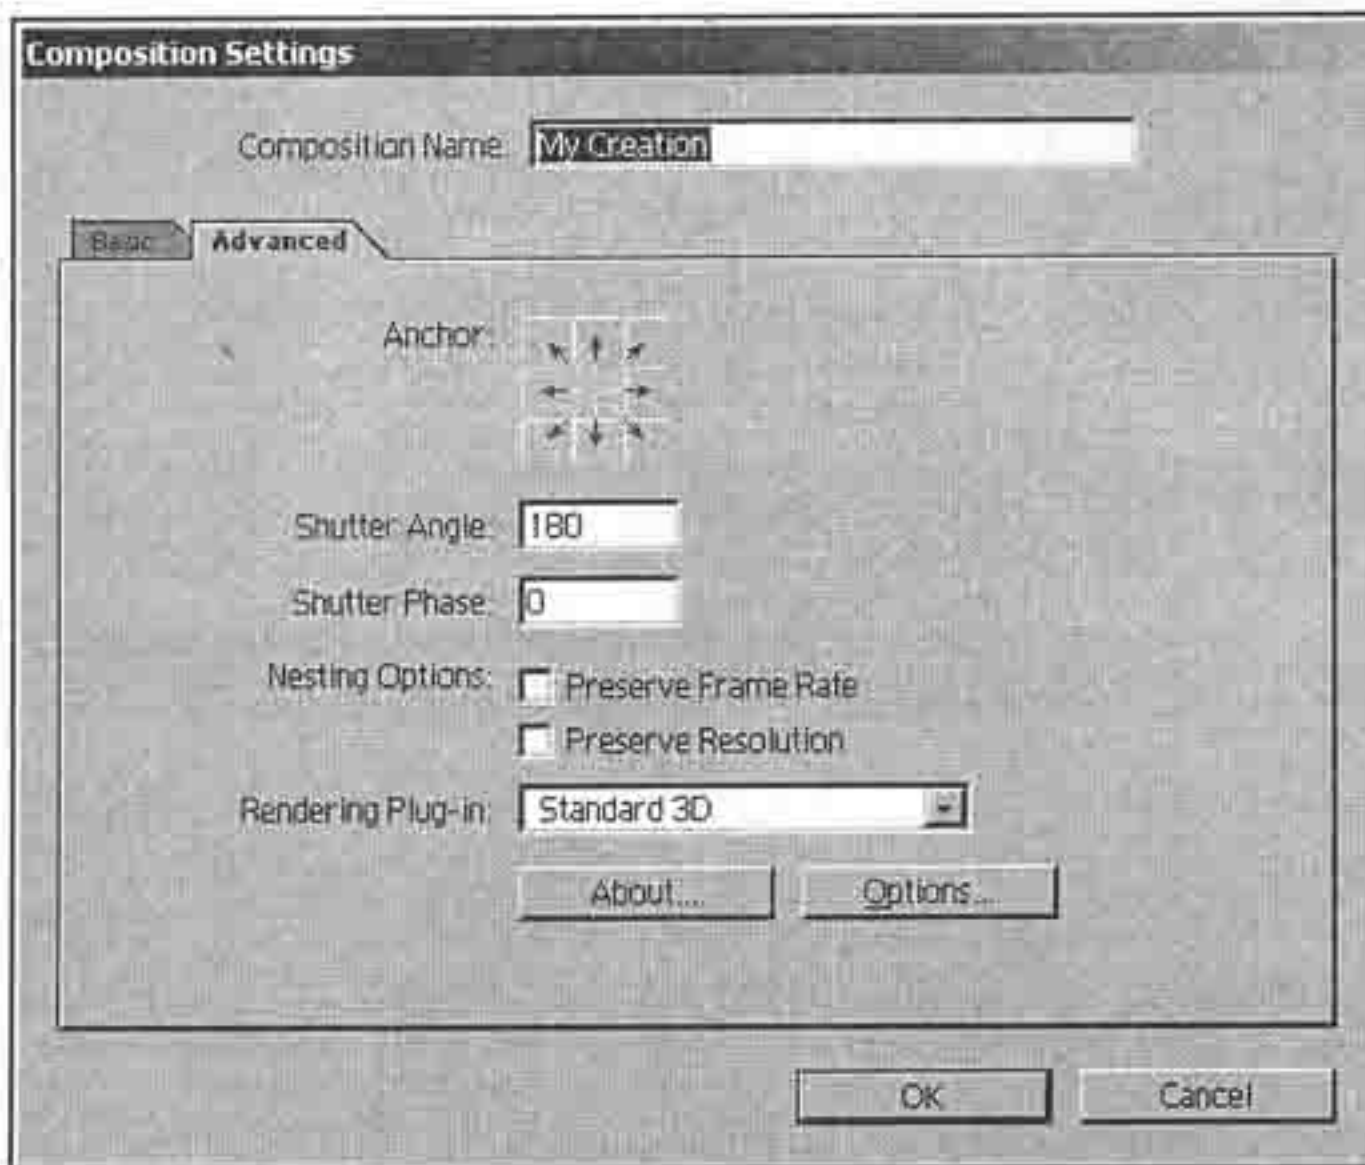 Composition Settings
Composition Name: My Creation
Basic Advanced
Anchor:
Shutter Angle: 180
Shutter Phase: 0
Nesting Options: Preserve Frame Rate
Preserve Resolution
Rendering Plug-in: Standard 3D
About... Options...
OK Cancel